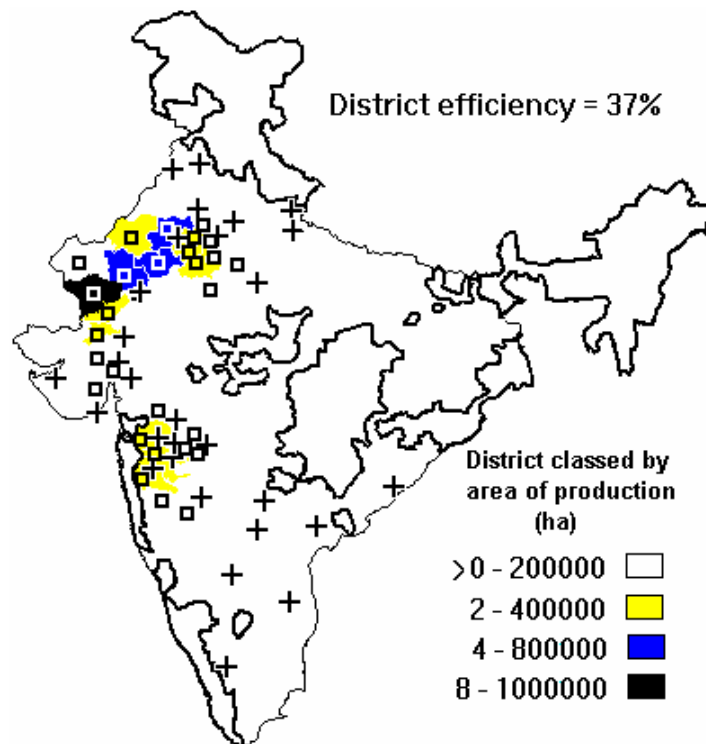 District efficiency = 37%
District classed by
area of production
(ha)
>0 - 200000
2 - 400000
4 - 800000
8 - 1000000